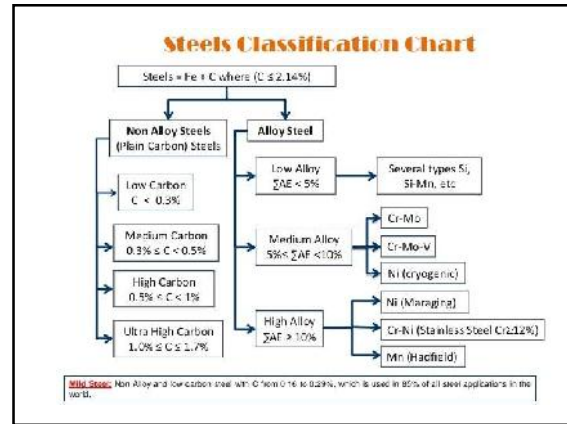 Steels Classification Chart
Steels = Fe + C where (C ≤ 2.14%)
Non Alloy Steels
(Plain Carbon) Steels
Alloy Steel
Low Carbon
C < 0.3%
Medium Carbon
0.3% ≤ C < 0.5%
High Carbon
0.5% ≤ C < 1%
Ultra High Carbon
1.0% ≤ C ≤ 1.7%
Low Alloy
∑AE < 5%
Several types Si,
Si-Mn, etc
Medium Alloy
5%≤ ∑AE <10%
Cr-Mo
Cr-Mo-V
Ni (cryogenic)
High Alloy
∑AE ≥ 10%
Ni (Maraging)
Cr-Ni (Stainless Steel Cr≥12%)
Mn (Hadfield)
Mild Steel: Non Alloy and low carbon steel with C from 0.16 to 0.29%, which is used in 85% of all steel applications in the
world.